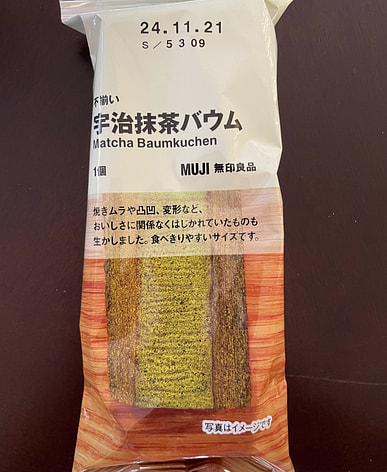 24.11.21
S／5309
不揃い
宇治抹茶バウム
Matcha Baumkuchen
1個
MUJI 無印良品
焼きムラや凸凹、変形など、
おいしさに関係なくはじかれていたものも
生かしました。食べきりやすいサイズです。
写真はイメージです